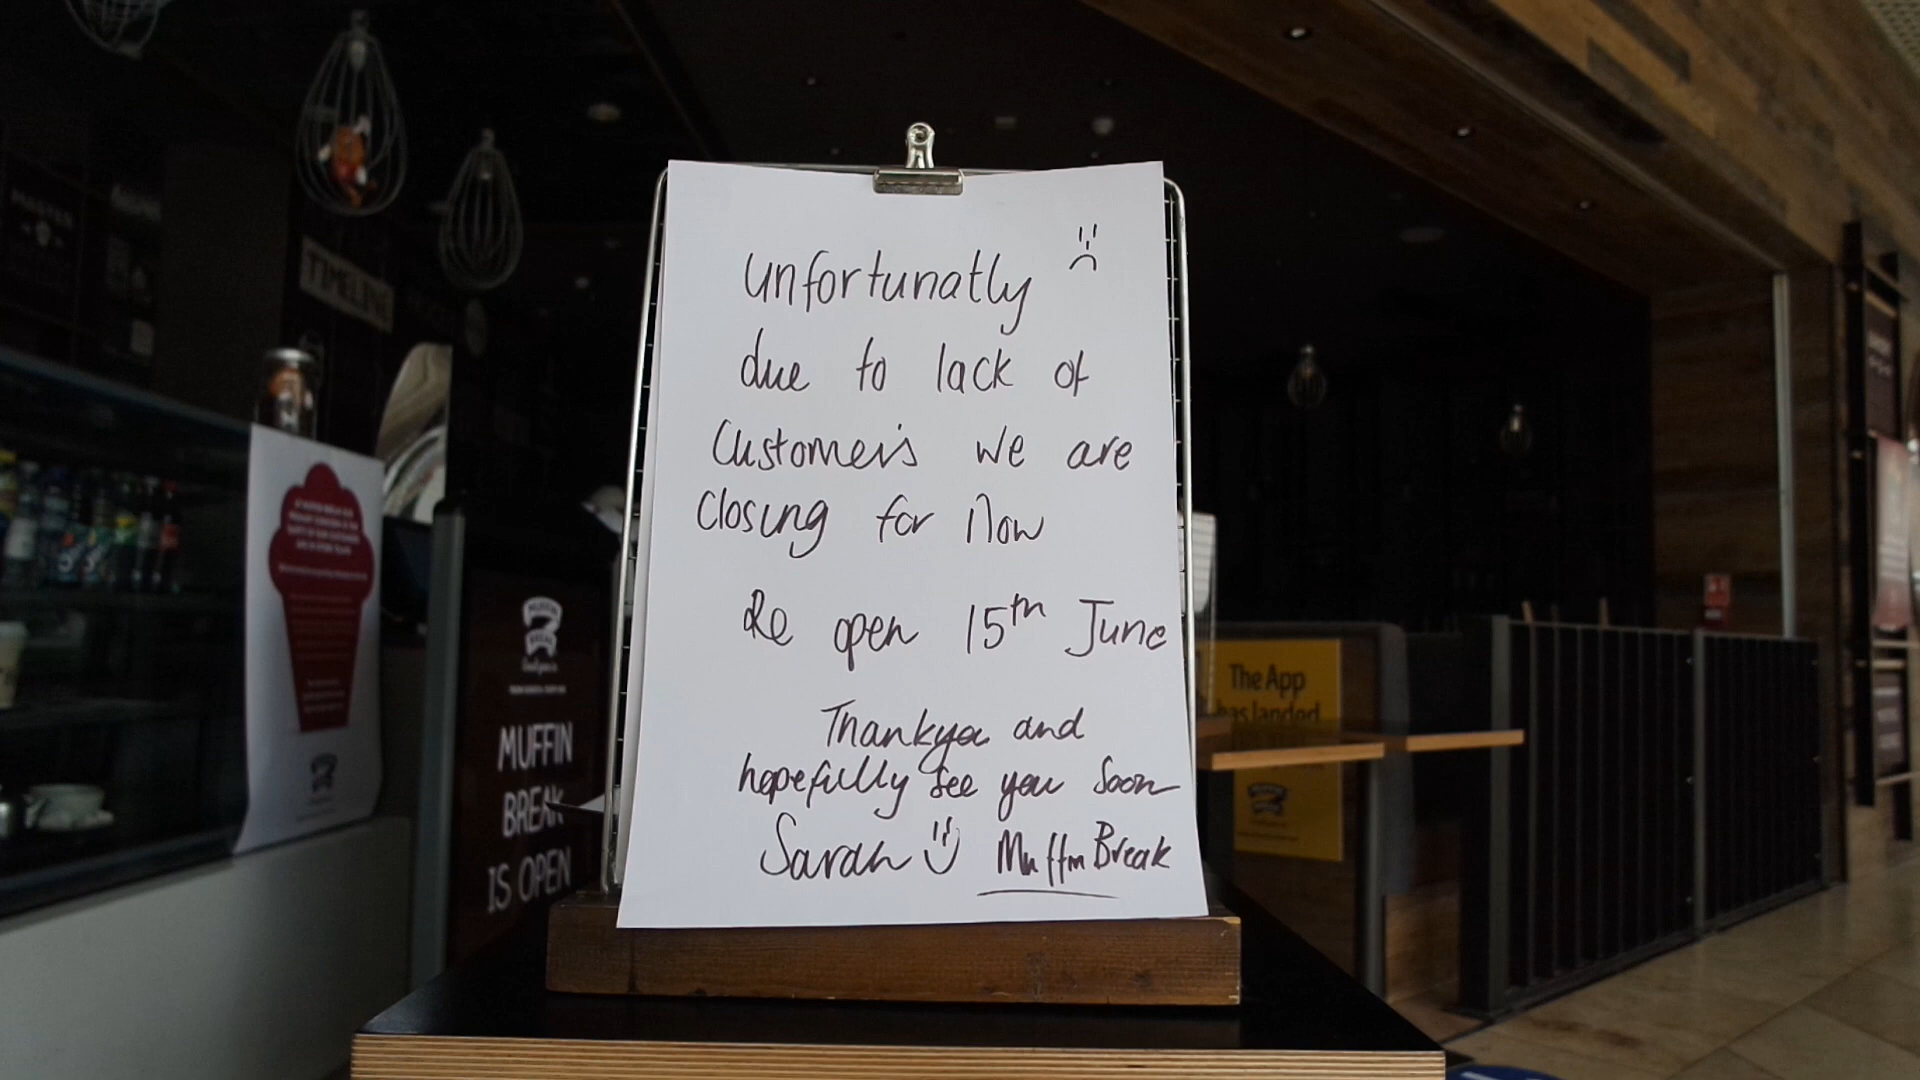 Unfortunatly
due to lack of
Customer's we are
Closing for Now
Re open 15th June
Thankyou and
hopefully see you Soon
Sarah Muffin Break
TIMELINE
MUFFIN
BREAK
IS OPEN
The App
has landed